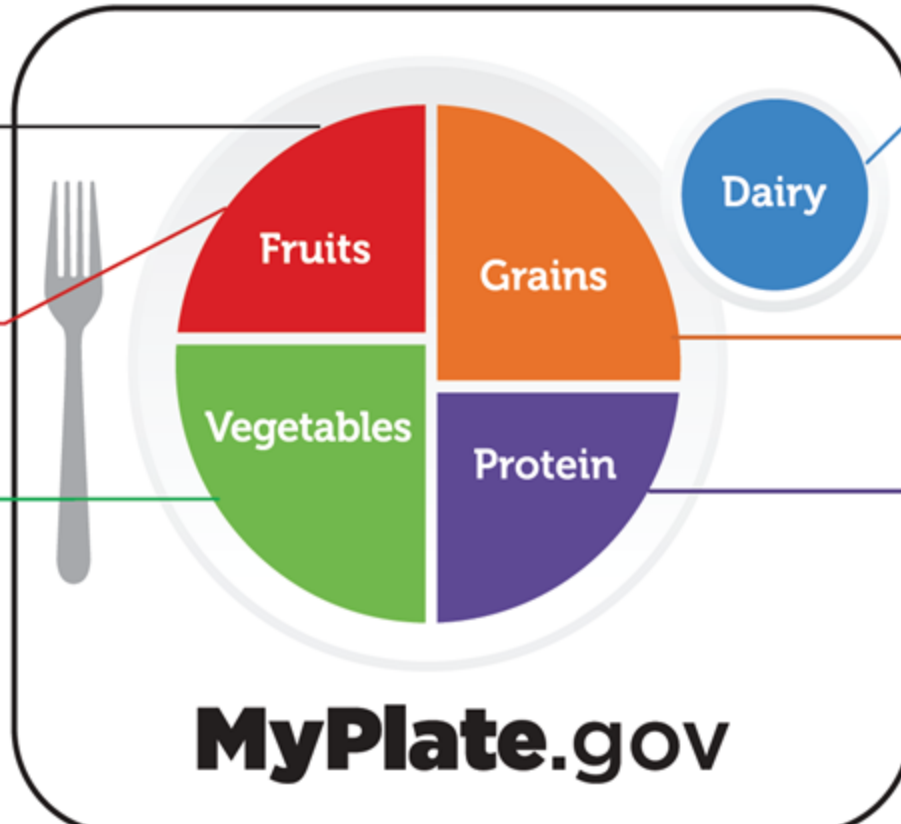 Fruits
Grains
Dairy
Vegetables
Protein
MyPlate.gov